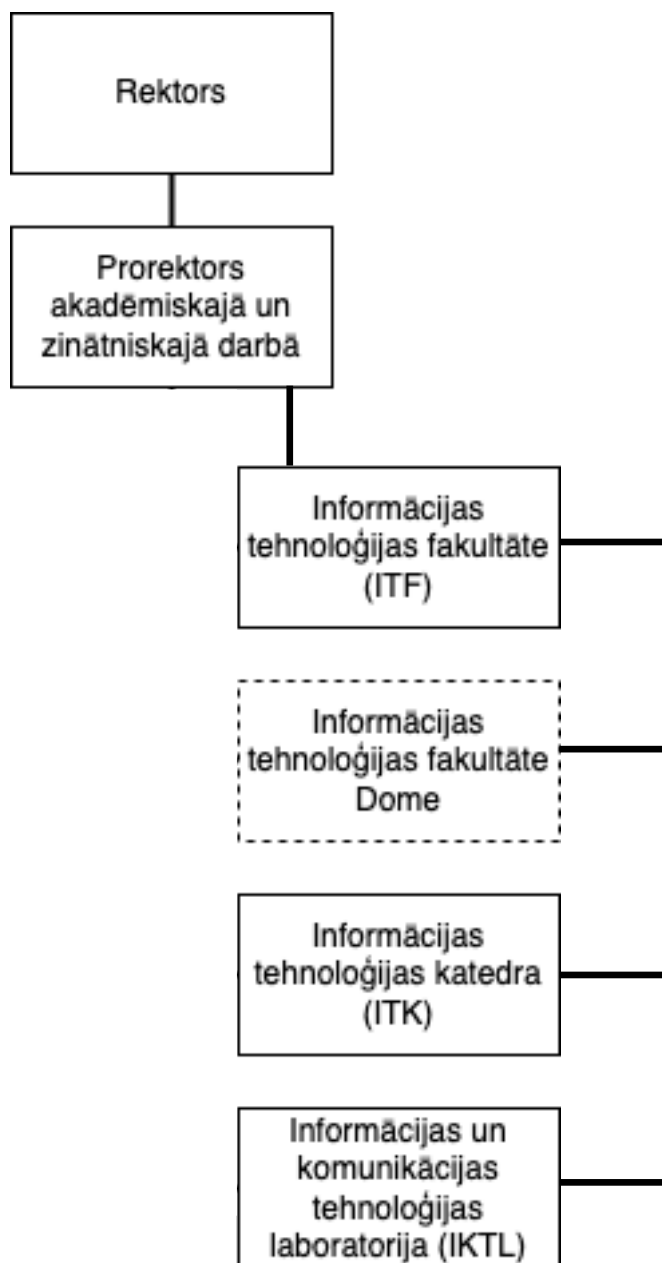 Rektors
Prorektors
akadēmiskajā un
zinātniskajā darbā
Informācijas
tehnoloģijas fakultāte
(ITF)
Informācijas
tehnoloģijas fakultāte
Dome
Informācijas
tehnoloģijas katedra
(ITK)
Informācijas un
komunikācijas
tehnoloģijas
laboratorija (IKTL)